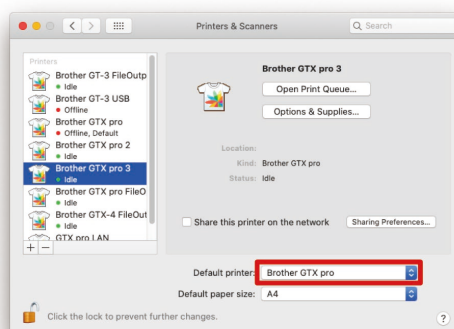 Printers & Scanners
Search
Printers
Brother GT-3 FileOutp
Idle
Brother GT-3 USB
Offline
Brother GTX pro
Offline, Default
Brother GTX pro 2
Idle
Brother GTX pro 3
Idle
Brother GTX pro FileO
Idle
Brother GTX-4 FileOut
Idle
GTX pro LAN
+ −
Brother GTX pro 3
Open Print Queue...
Options & Supplies...
Location:
Kind: Brother GTX pro
Status: Idle
Share this printer on the network
Sharing Preferences...
Default printer: Brother GTX pro
Default paper size: A4
Click the lock to prevent further changes.
?